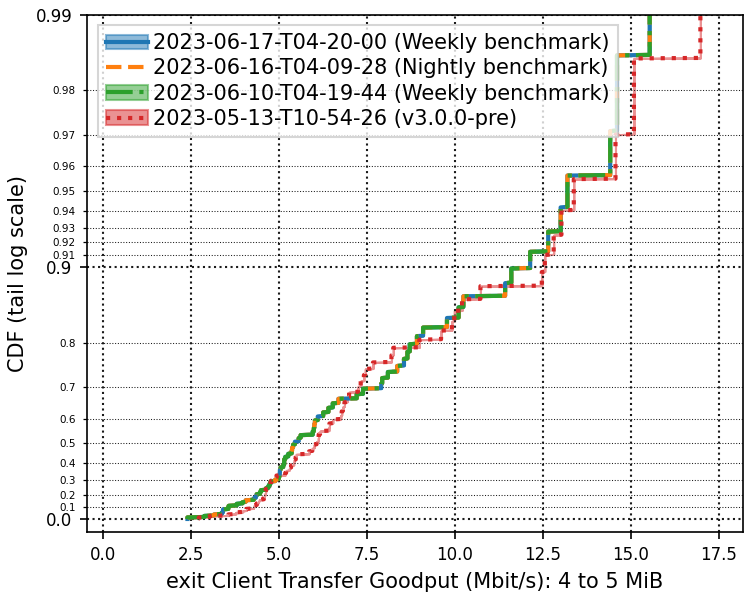 0.99
2023-06-17-T04-20-00 (Weekly benchmark)
2023-06-16-T04-09-28 (Nightly benchmark)
2023-06-10-T04-19-44 (Weekly benchmark)
2023-05-13-T10-54-26 (v3.0.0-pre)
0.98
0.97
0.96
0.95
0.94
0.93
0.92
0.91
0.9
0.8
0.7
0.6
0.5
0.4
0.3
0.2
0.1
0.0
CDF (tail log scale)
0.0 2.5 5.0 7.5 10.0 12.5 15.0 17.5
exit Client Transfer Goodput (Mbit/s): 4 to 5 MiB